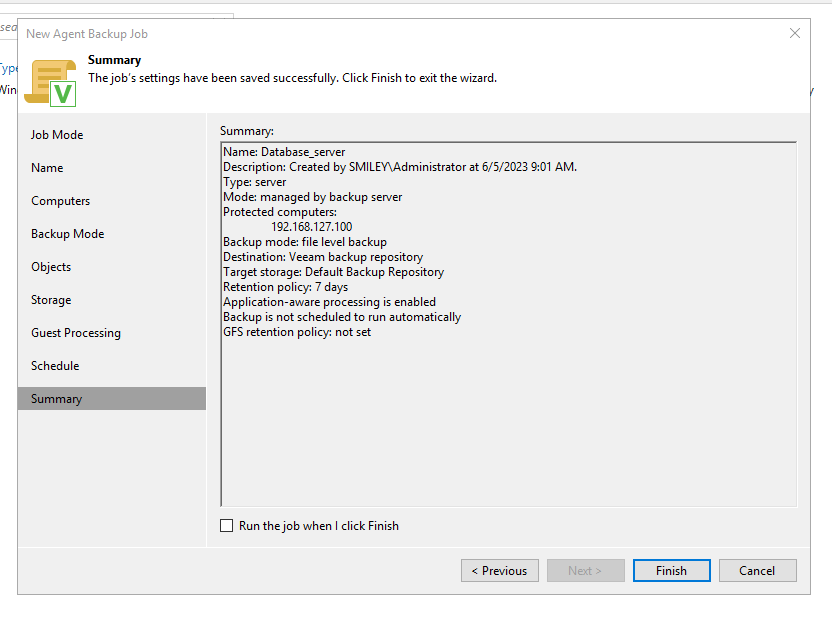 sea
New Agent Backup Job
Type
Win
Summary
The job's settings have been saved successfully. Click Finish to exit the wizard.
V
Job Mode
Name
Computers
Backup Mode
Objects
Storage
Guest Processing
Schedule
Summary
Summary:
Name: Database_server
Description: Created by SMILEY\Administrator at 6/5/2023 9:01 AM.
Type: server
Mode: managed by backup server
Protected computers:
192.168.127.100
Backup mode: file level backup
Destination: Veeam backup repository
Target storage: Default Backup Repository
Retention policy: 7 days
Application-aware processing is enabled
Backup is not scheduled to run automatically
GFS retention policy: not set
Run the job when I click Finish
< Previous
Next >
Finish
Cancel